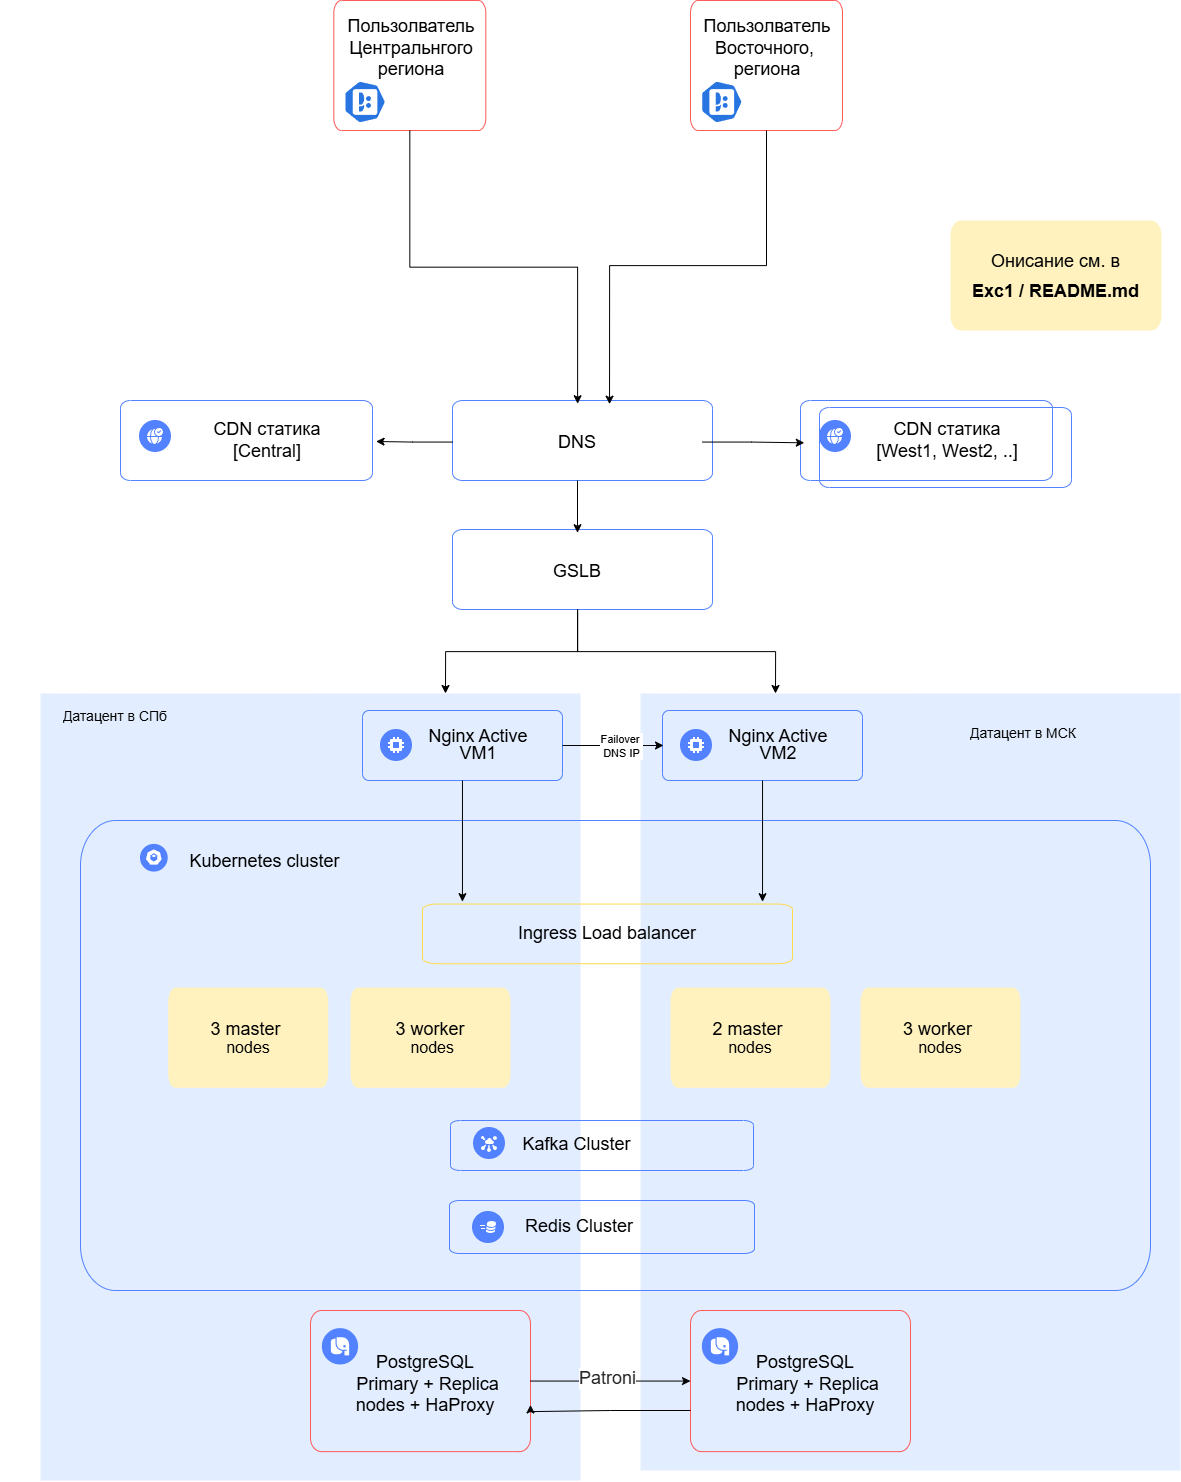 Пользолватель
Центральнгого
региона
Пользолватель
Восточного,
региона
Онисание см. в
Exc1 / README.md
CDN статика
[Central]
DNS
CDN статика
[West1, West2, ..]
GSLB
Датацент в СПб
Nginx Active
VM1
Failover
DNS IP
Nginx Active
VM2
Датацент в МСК
Kubernetes cluster
Ingress Load balancer
3 master
nodes
3 worker
nodes
2 master
nodes
3 worker
nodes
Kafka Cluster
Redis Cluster
PostgreSQL
Primary + Replica
nodes + HaProxy
Patroni
PostgreSQL
Primary + Replica
nodes + HaProxy